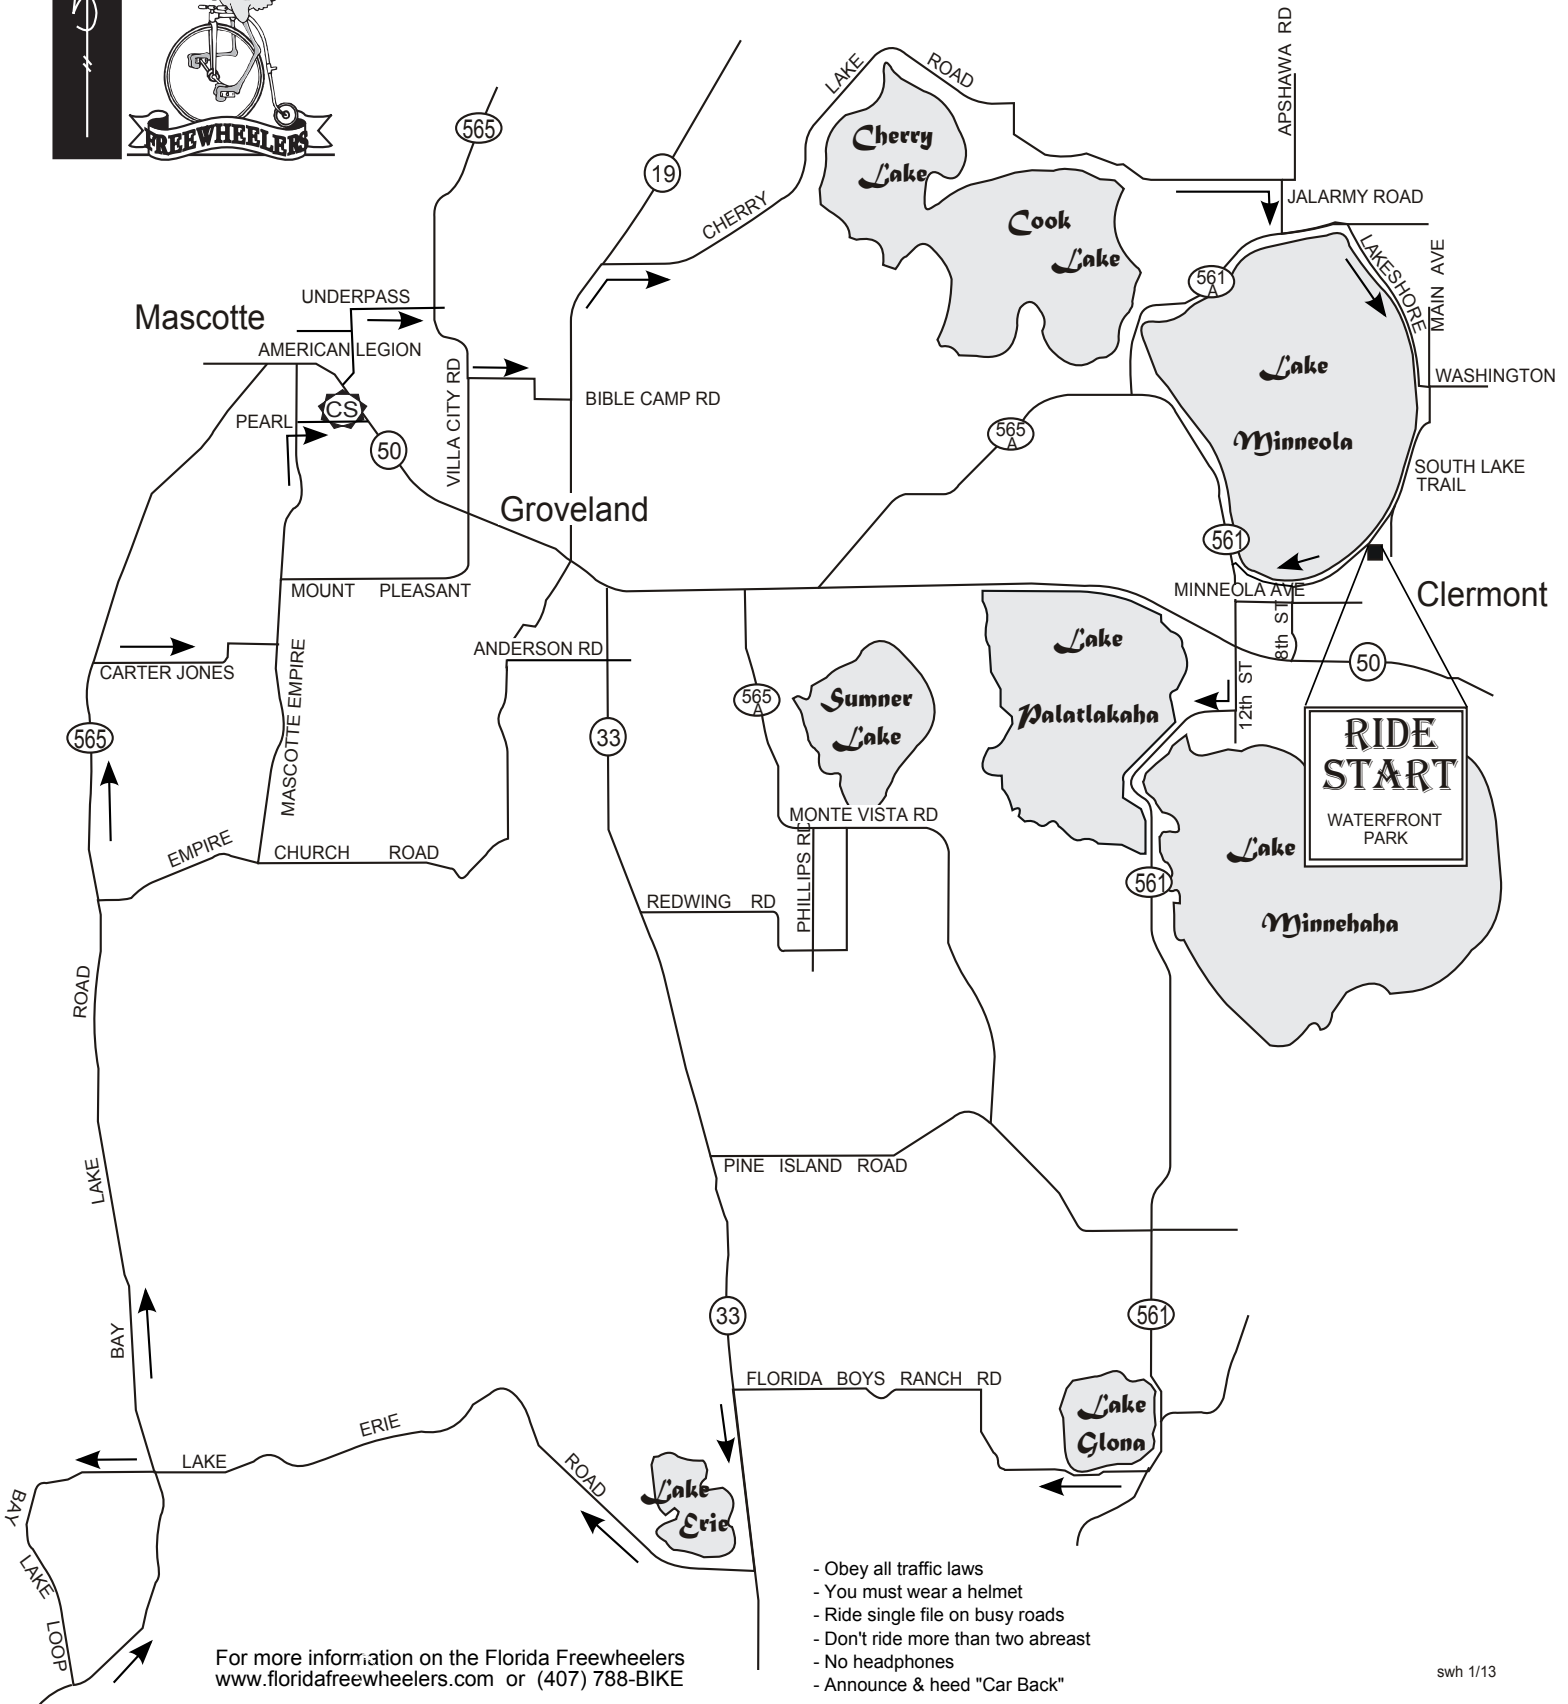 FREEWHEELERS
565
19
LAKE
ROAD
APSHAWA RD
Cherry
Lake
CHERRY
Cook
Lake
JALARMY ROAD
561
A
LAKESHORE
MAIN AVE
UNDERPASS
Mascotte
AMERICAN LEGION
CS
PEARL
50
VILLA CITY RD
BIBLE CAMP RD
Lake
Minneola
WASHINGTON
565
A
SOUTH LAKE
TRAIL
Groveland
561
MOUNT PLEASANT
MINNEOLA AVE
Clermont
8th ST
12th ST
50
CARTER JONES
MASCOTTE EMPIRE
ANDERSON RD
Lake
Palatlakaha
565
33
565
A
Sumner
Lake
RIDE
START
WATERFRONT
PARK
MONTE VISTA RD
PHILLIPS RD
EMPIRE
CHURCH ROAD
Lake
Minnehaha
561
REDWING RD
ROAD
LAKE
BAY
PINE ISLAND ROAD
33
561
FLORIDA BOYS RANCH RD
Lake
Glona
LAKE
ERIE
ROAD
Lake
Erie
BAY
LAKE
LOOP
- Obey all traffic laws
- You must wear a helmet
- Ride single file on busy roads
- Don't ride more than two abreast
- No headphones
- Announce & heed "Car Back"
For more information on the Florida Freewheelers
www.floridafreewheelers.com or (407) 788-BIKE
swh 1/13